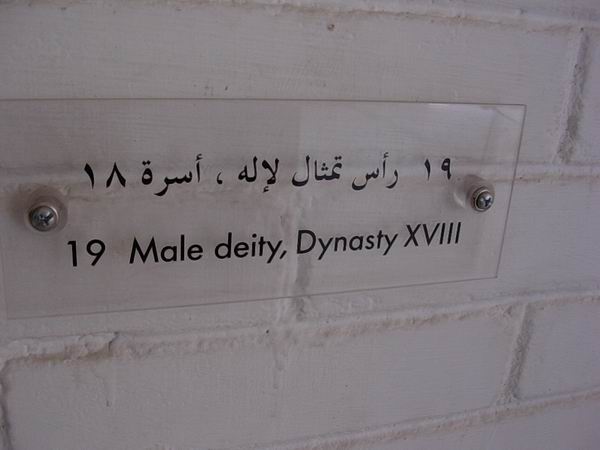 ١٩ رأس تمثال لإله ، أسرة ١٨
19 Male deity, Dynasty XVIII